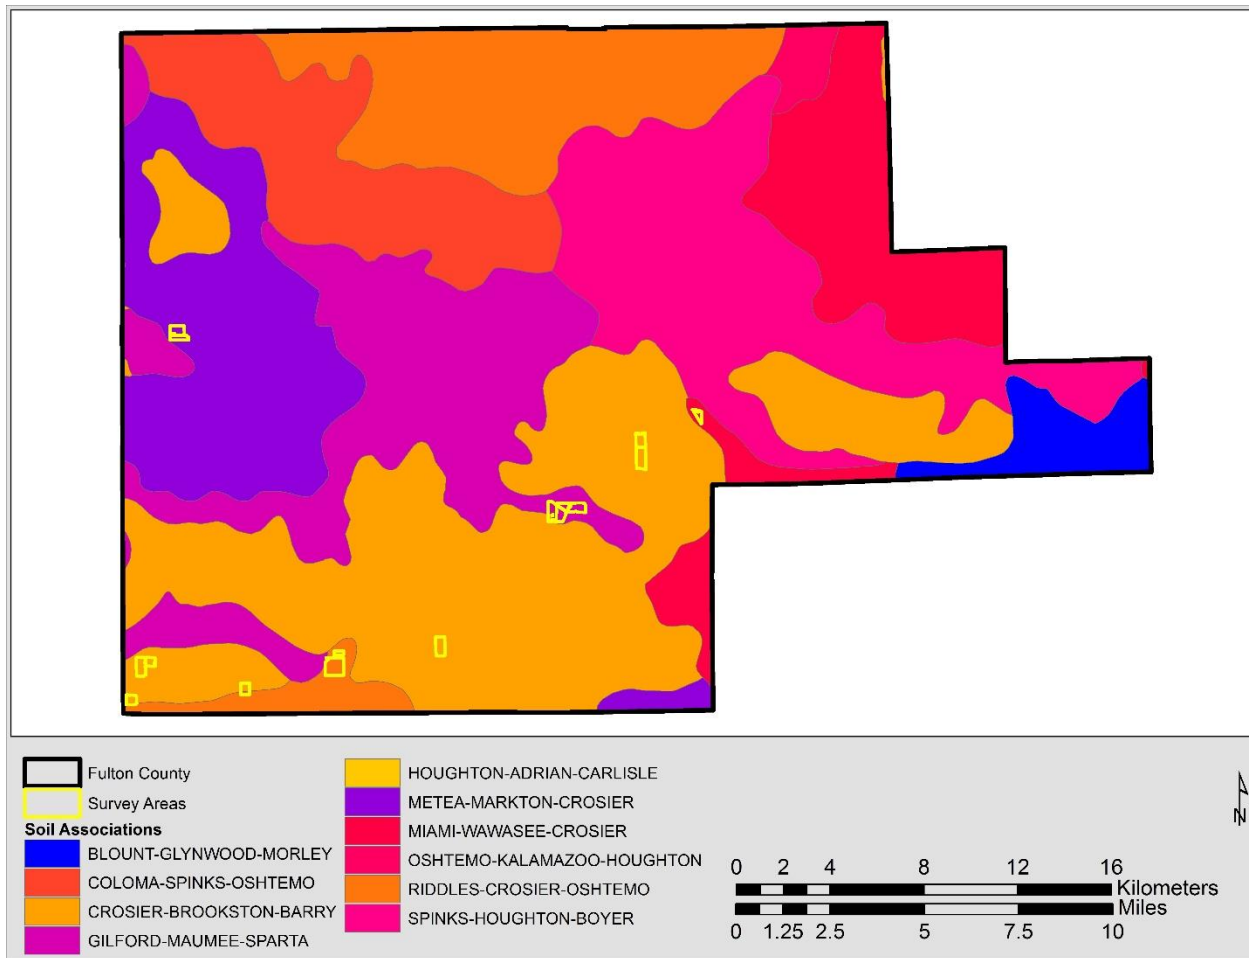 Fulton County
Survey Areas
Soil Associations
BLOUNT-GLYNWOOD-MORLEY
COLOMA-SPINKS-OSHTEMO
CROSIER-BROOKSTON-BARRY
GILFORD-MAUMEE-SPARTA
HOUGHTON-ADRIAN-CARLISLE
METEA-MARKTON-CROSIER
MIAMI-WAWASEE-CROSIER
OSHTEMO-KALAMAZOO-HOUGHTON
RIDDLES-CROSIER-OSHTEMO
SPINKS-HOUGHTON-BOYER
N
0 2 4 8 12 16
Kilometers
Miles
0 1.25 2.5 5 7.5 10